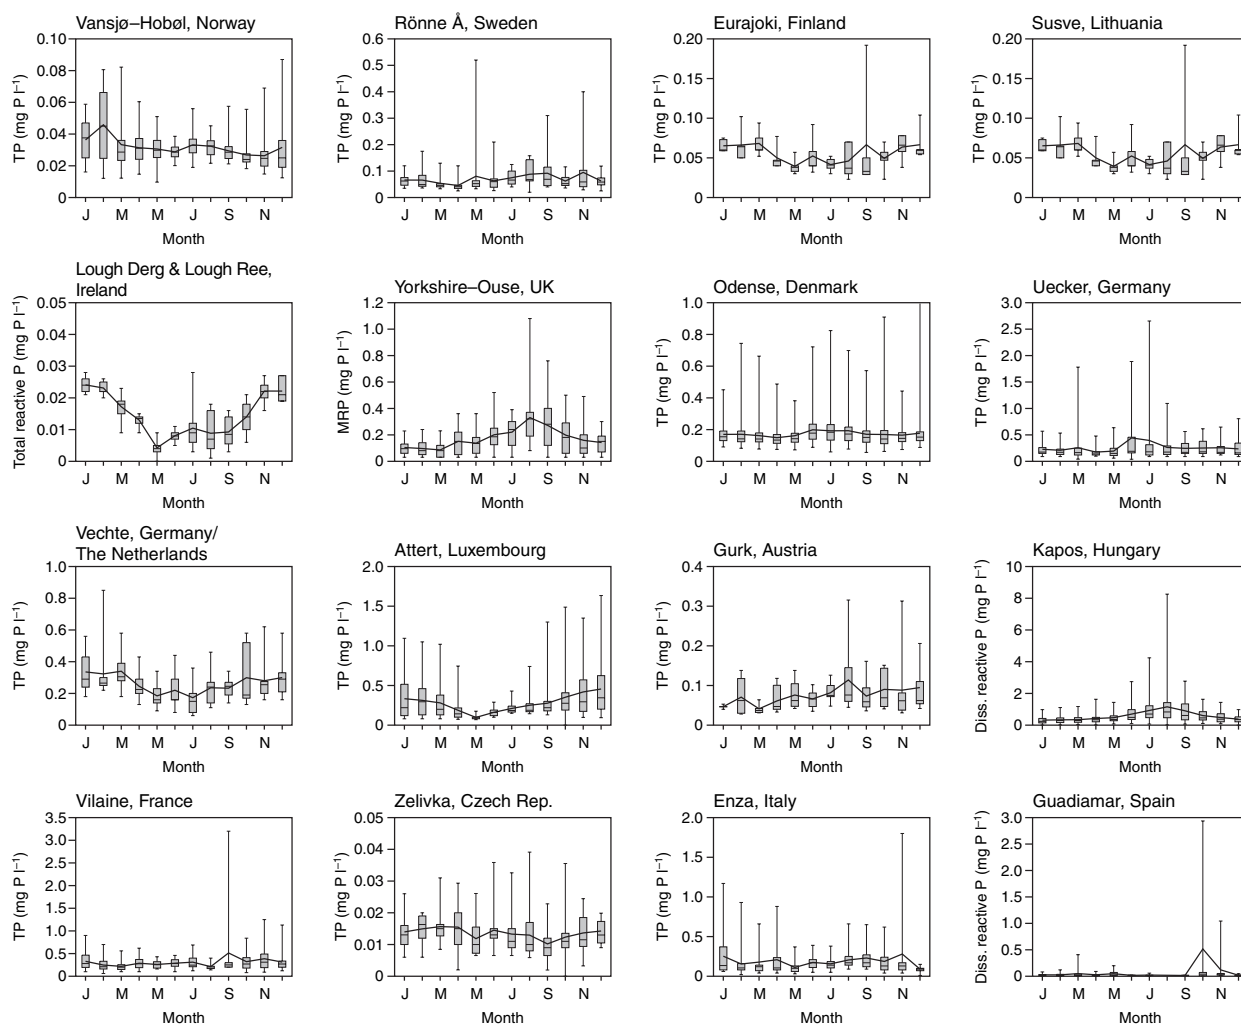 Vansjø–Hobøl, Norway
TP (mg P l⁻¹)
0.10
0.08
0.06
0.04
0.02
0
J M M J S N
Month
Rönne Å, Sweden
TP (mg P l⁻¹)
0.6
0.5
0.4
0.3
0.2
0.1
0
J M M J S N
Month
Eurajoki, Finland
TP (mg P l⁻¹)
0.20
0.15
0.10
0.05
0
J M M J S N
Month
Susve, Lithuania
TP (mg P l⁻¹)
0.20
0.15
0.10
0.05
0
J M M J S N
Month
Lough Derg & Lough Ree,
Ireland
Total reactive P (mg P l⁻¹)
0.05
0.04
0.03
0.02
0.01
0
J M M J S N
Month
Yorkshire–Ouse, UK
MRP (mg P l⁻¹)
1.2
1.0
0.8
0.6
0.4
0.2
0
J M M J S N
Month
Odense, Denmark
TP (mg P l⁻¹)
1.0
0.8
0.6
0.4
0.2
0
J M M J S N
Month
Uecker, Germany
TP (mg P l⁻¹)
3.0
2.5
2.0
1.5
1.0
0.5
0
J M M J S N
Month
Vechte, Germany/
The Netherlands
TP (mg P l⁻¹)
1.0
0.8
0.6
0.4
0.2
0
J M M J S N
Month
Attert, Luxembourg
TP (mg P l⁻¹)
2.0
1.5
1.0
0.5
0
J M M J S N
Month
Gurk, Austria
TP (mg P l⁻¹)
0.4
0.3
0.2
0.1
0
J M M J S N
Month
Kapos, Hungary
Diss. reactive P (mg P l⁻¹)
10
8
6
4
2
0
J M M J S N
Month
Vilaine, France
TP (mg P l⁻¹)
3.5
3.0
2.5
2.0
1.5
1.0
0.5
0
J M M J S N
Month
Zelivka, Czech Rep.
TP (mg P l⁻¹)
0.05
0.04
0.03
0.02
0.01
0
J M M J S N
Month
Enza, Italy
TP (mg P l⁻¹)
2.0
1.5
1.0
0.5
0
J M M J S N
Month
Guadiamar, Spain
Diss. reactive P (mg P l⁻¹)
3.0
2.5
2.0
1.5
1.0
0.5
0
J M M J S N
Month